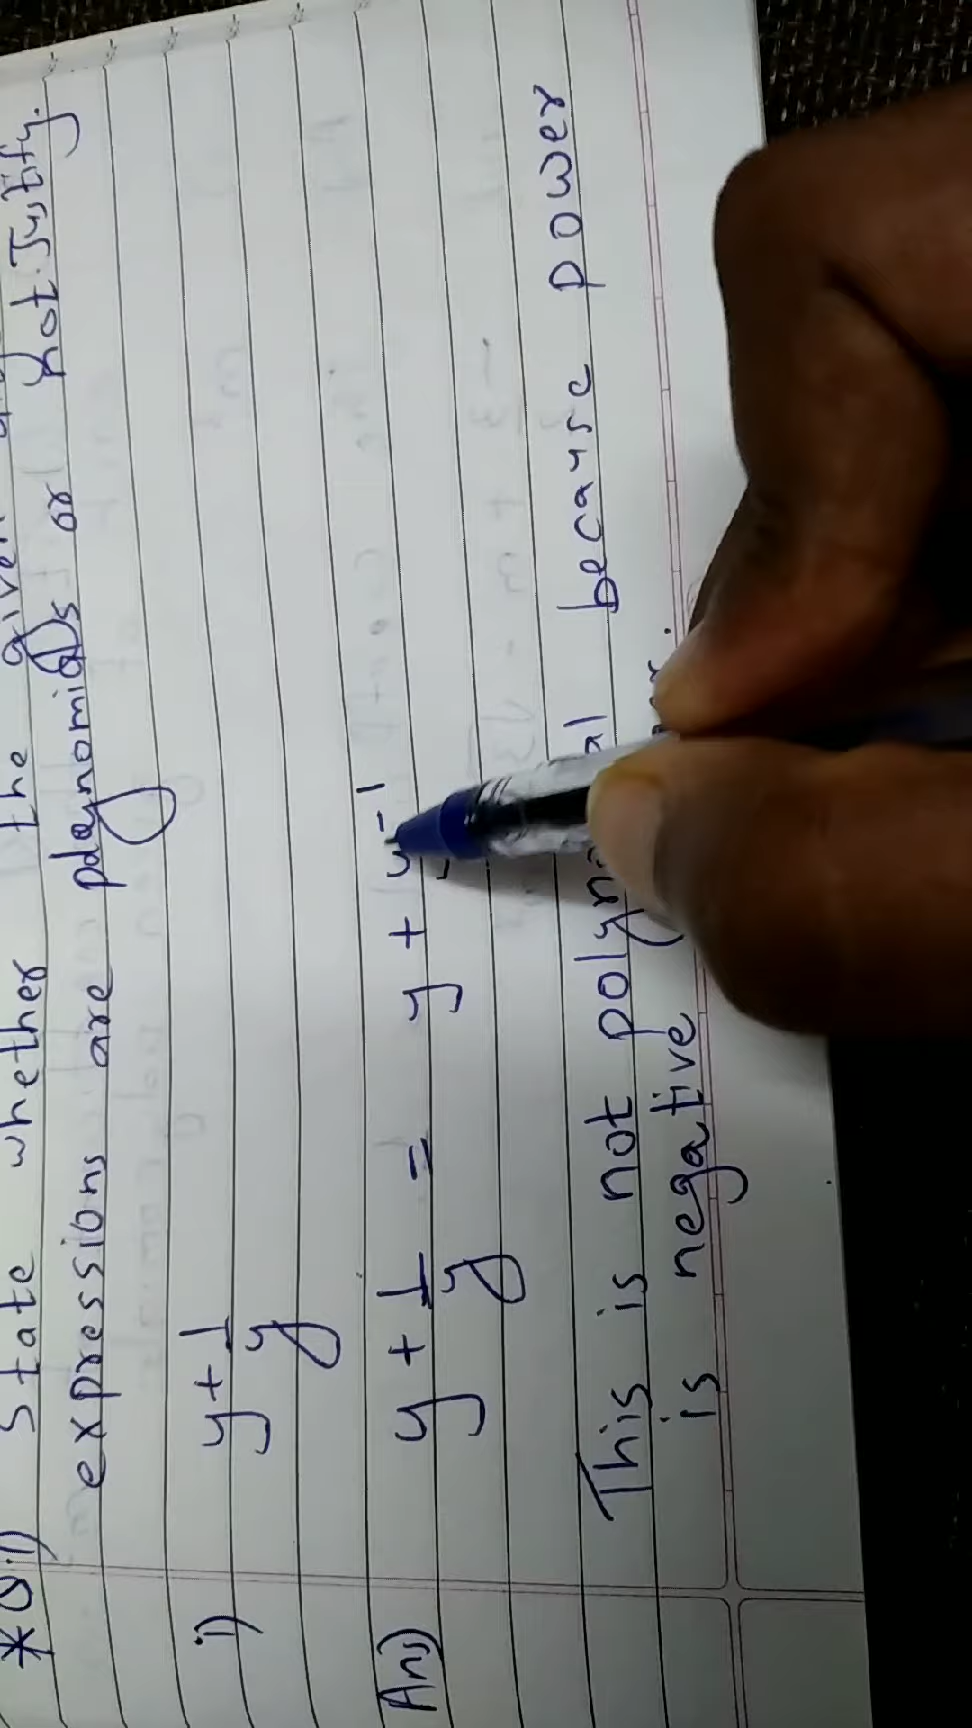 *Q.1) State whether the given
expressions are polynomials or not. Justify.
i) y + 1/y
Ans) y + 1/y = y + y⁻¹
This is not because power
is negative